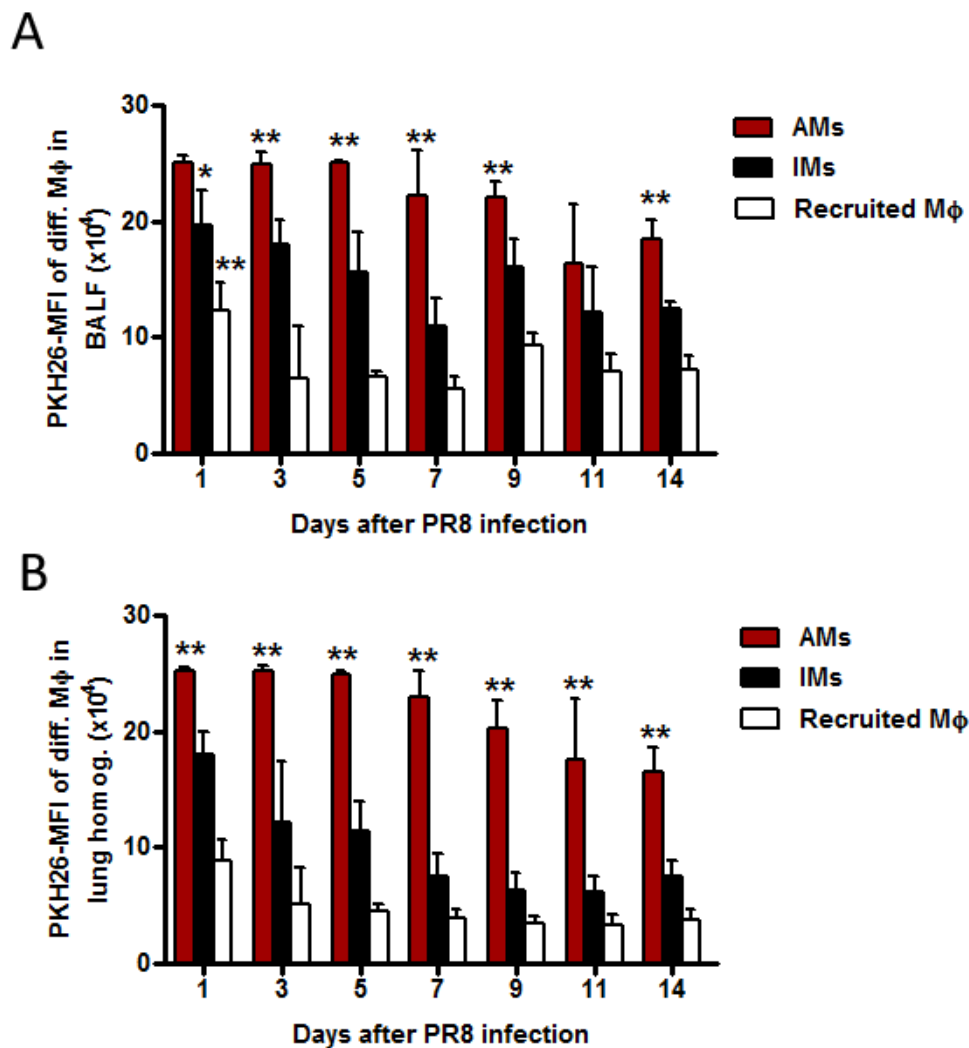 A
PKH26-MFI of diff. Mϕ in
BALF (x10⁴)
30
20
10
0
**
**
**
**
**
*
**
AMs
IMs
Recruited Mϕ
1 3 5 7 9 11 14
Days after PR8 infection
B
PKH26-MFI of diff. Mϕ in
lung hom og. (x10⁴)
30
20
10
0
** ** ** ** ** ** **
AMs
IMs
Recruited Mϕ
1 3 5 7 9 11 14
Days after PR8 infection